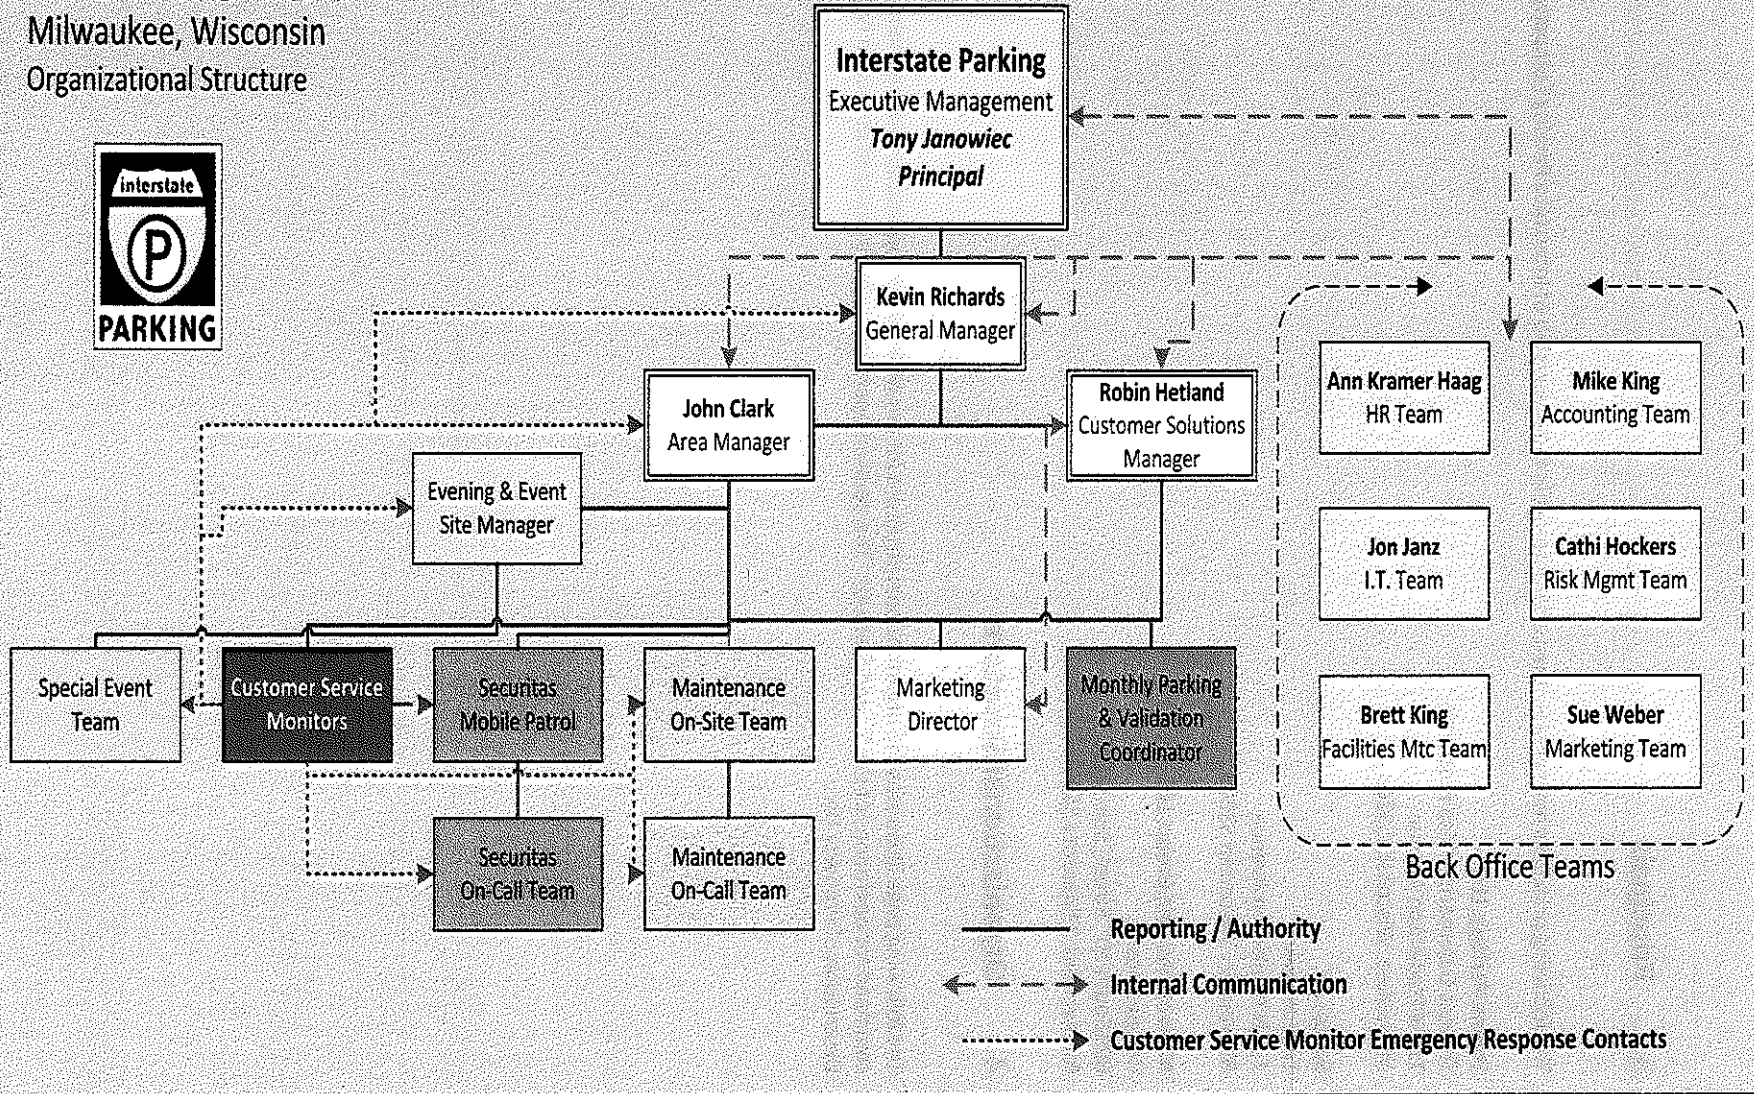 Milwaukee, Wisconsin
Organizational Structure
Interstate
P
PARKING
Interstate Parking
Executive Management
Tony Janowiec
Principal
Kevin Richards
General Manager
John Clark
Area Manager
Robin Hetland
Customer Solutions
Manager
Evening & Event
Site Manager
Special Event
Team
Customer Service
Monitors
Securitas
Mobile Patrol
Maintenance
On-Site Team
Marketing
Director
Monthly Parking
& Validation
Coordinator
Securitas
On-Call Team
Maintenance
On-Call Team
Ann Kramer Haag
HR Team
Mike King
Accounting Team
Jon Janz
I.T. Team
Cathi Hockers
Risk Mgmt Team
Brett King
Facilities Mtc Team
Sue Weber
Marketing Team
Back Office Teams
Reporting / Authority
Internal Communication
Customer Service Monitor Emergency Response Contacts